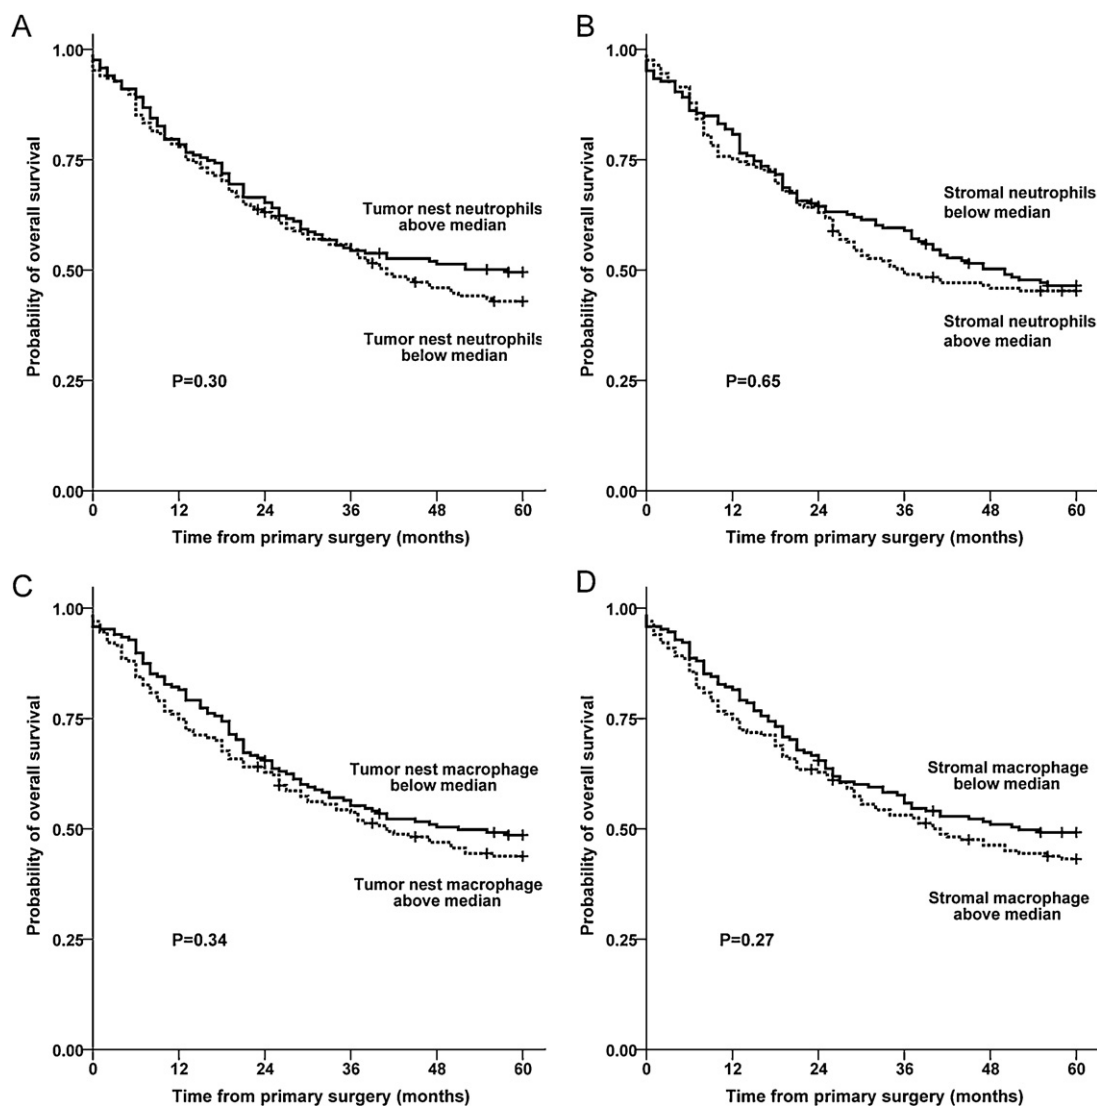 A
1.00
0.75
0.50
0.25
0.00
Probability of overall survival
Tumor nest neutrophils
above median
Tumor nest neutrophils
below median
P=0.30
0 12 24 36 48 60
Time from primary surgery (months)
B
1.00
0.75
0.50
0.25
0.00
Probability of overall survival
Stromal neutrophils
below median
Stromal neutrophils
above median
P=0.65
0 12 24 36 48 60
Time from primary surgery (months)
C
1.00
0.75
0.50
0.25
0.00
Probability of overall survival
Tumor nest macrophage
below median
Tumor nest macrophage
above median
P=0.34
0 12 24 36 48 60
Time from primary surgery (months)
D
1.00
0.75
0.50
0.25
0.00
Probability of overall survival
Stromal macrophage
below median
Stromal macrophage
above median
P=0.27
0 12 24 36 48 60
Time from primary surgery (months)